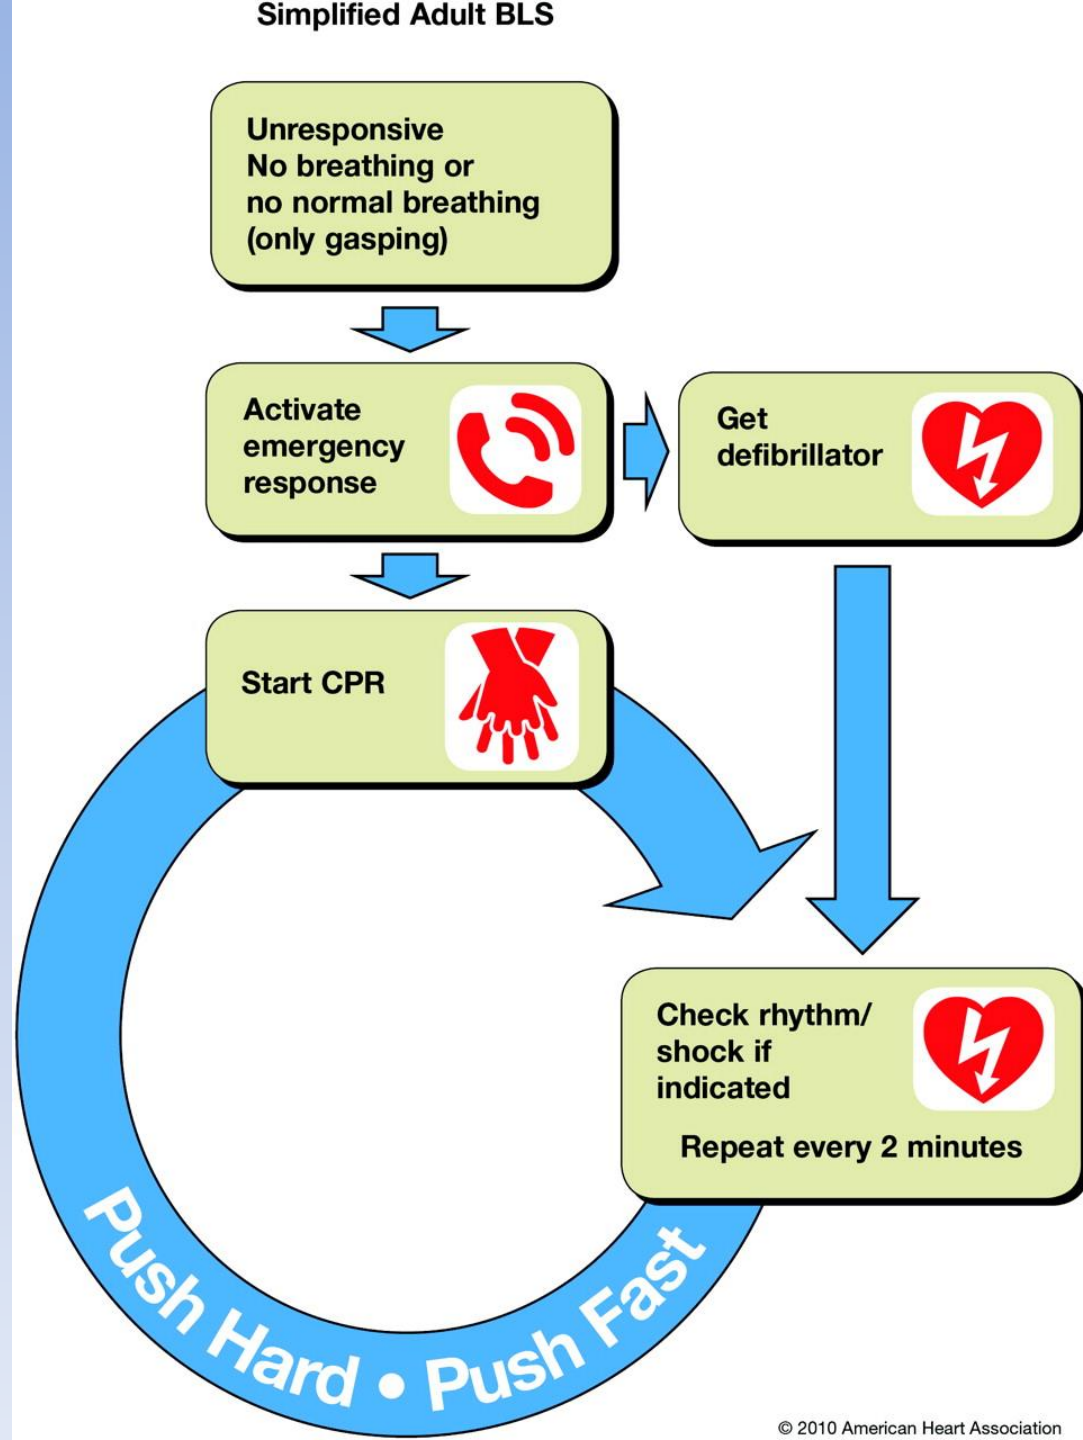 Simplified Adult BLS
Unresponsive
No breathing or
no normal breathing
(only gasping)
Activate
emergency
response
Get
defibrillator
Start CPR
Check rhythm/
shock if
indicated
Repeat every 2 minutes
Push Hard • Push Fast
© 2010 American Heart Association